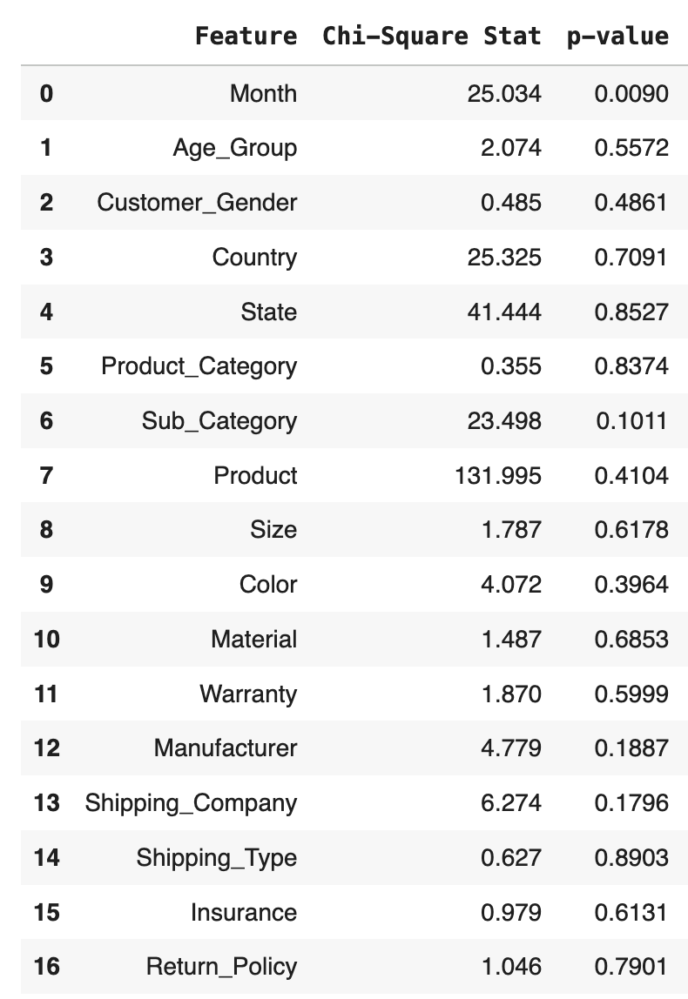 Feature Chi-Square Stat p-value
0 Month 25.034 0.0090
1 Age_Group 2.074 0.5572
2 Customer_Gender 0.485 0.4861
3 Country 25.325 0.7091
4 State 41.444 0.8527
5 Product_Category 0.355 0.8374
6 Sub_Category 23.498 0.1011
7 Product 131.995 0.4104
8 Size 1.787 0.6178
9 Color 4.072 0.3964
10 Material 1.487 0.6853
11 Warranty 1.870 0.5999
12 Manufacturer 4.779 0.1887
13 Shipping_Company 6.274 0.1796
14 Shipping_Type 0.627 0.8903
15 Insurance 0.979 0.6131
16 Return_Policy 1.046 0.7901